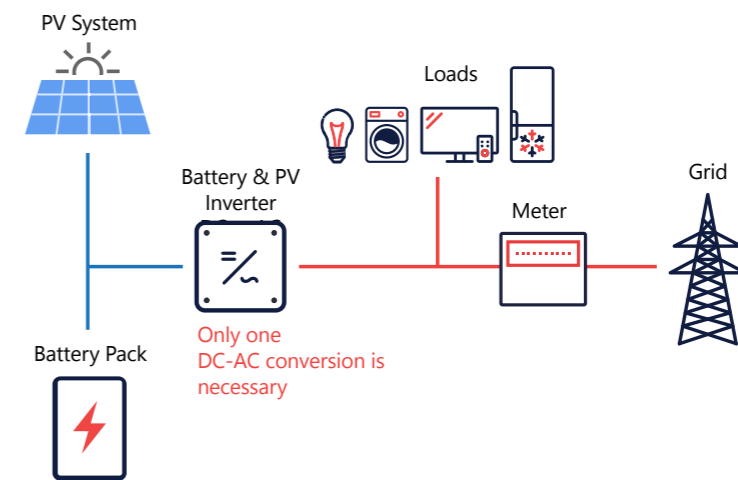 PV System
Loads
Battery & PV
Inverter
Grid
Meter
Only one
DC-AC conversion is
necessary
Battery Pack